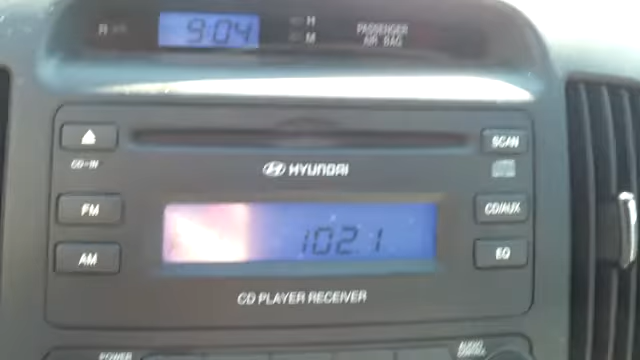 R
9:04
H
M
PASSENGER
AIR BAG
SCAN
CD-IN
HYUNDAI
FM
CD/AUX
102.1
AM
EQ
CD PLAYER RECEIVER
POWER
AUDIO